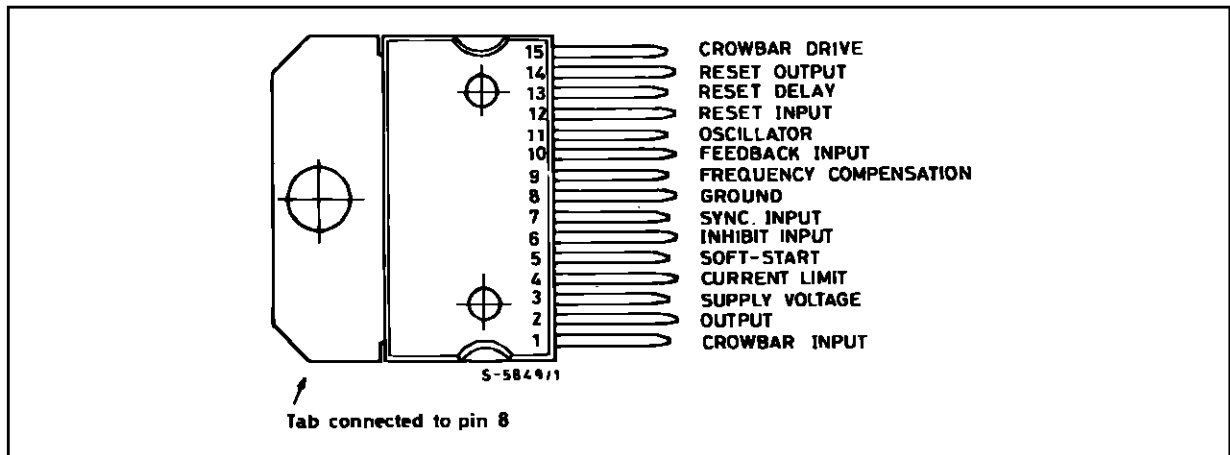 15 CROWBAR DRIVE
14 RESET OUTPUT
13 RESET DELAY
12 RESET INPUT
11 OSCILLATOR
10 FEEDBACK INPUT
9 FREQUENCY COMPENSATION
8 GROUND
7 SYNC. INPUT
6 INHIBIT INPUT
5 SOFT-START
4 CURRENT LIMIT
3 SUPPLY VOLTAGE
2 OUTPUT
1 CROWBAR INPUT
S-5849/1
Tab connected to pin 8